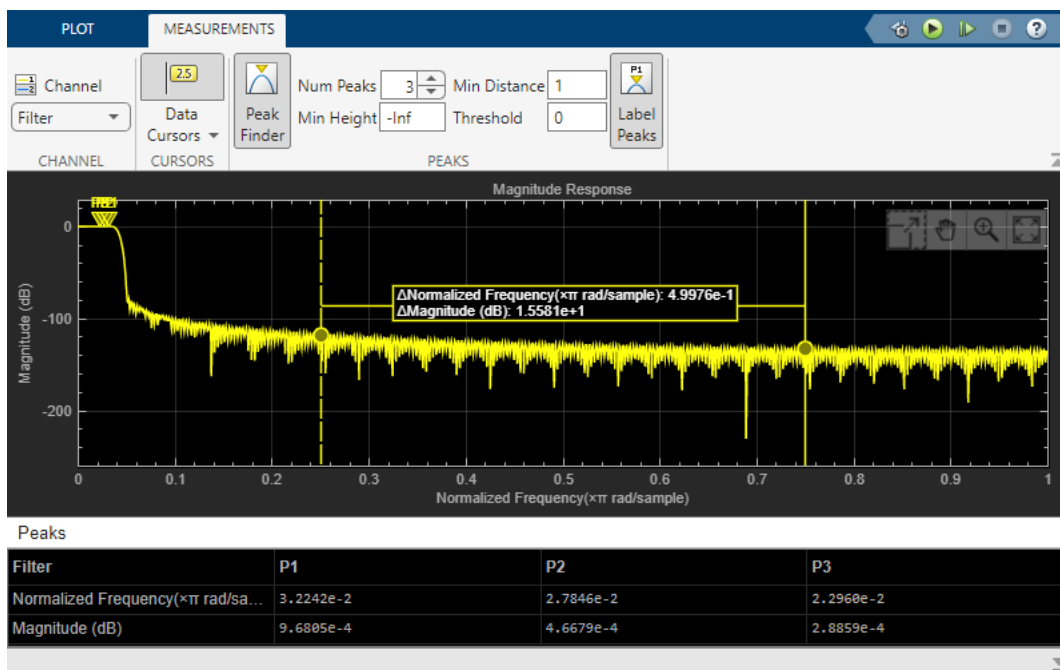 PLOT MEASUREMENTS
Channel
Filter
CHANNEL
2.5
Data
Cursors
CURSORS
Peak
Finder
Num Peaks 3 Min Distance 1
Min Height -Inf Threshold 0
P1
Label
Peaks
PEAKS
Magnitude Response
ΔNormalized Frequency(×π rad/sample): 4.9976e-1
ΔMagnitude (dB): 1.5581e+1
Magnitude (dB)
0
-100
-200
0 0.1 0.2 0.3 0.4 0.5 0.6 0.7 0.8 0.9 1
Normalized Frequency(×π rad/sample)
Peaks
Filter P1 P2 P3
Normalized Frequency(×π rad/sa... 3.2242e-2 2.7846e-2 2.2960e-2
Magnitude (dB) 9.6805e-4 4.6679e-4 2.8859e-4